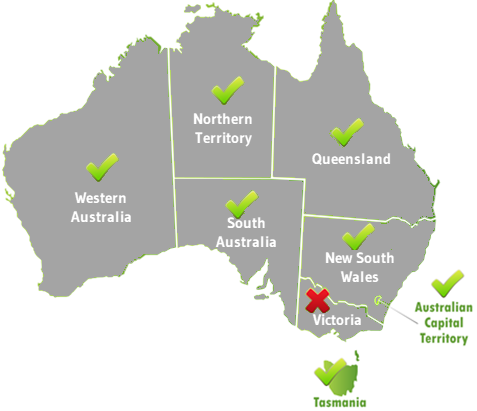 Northern
Territory
Queensland
Western
Australia
South
Australia
New South
Wales
Australian
Capital
Territory
Victoria
Tasmania